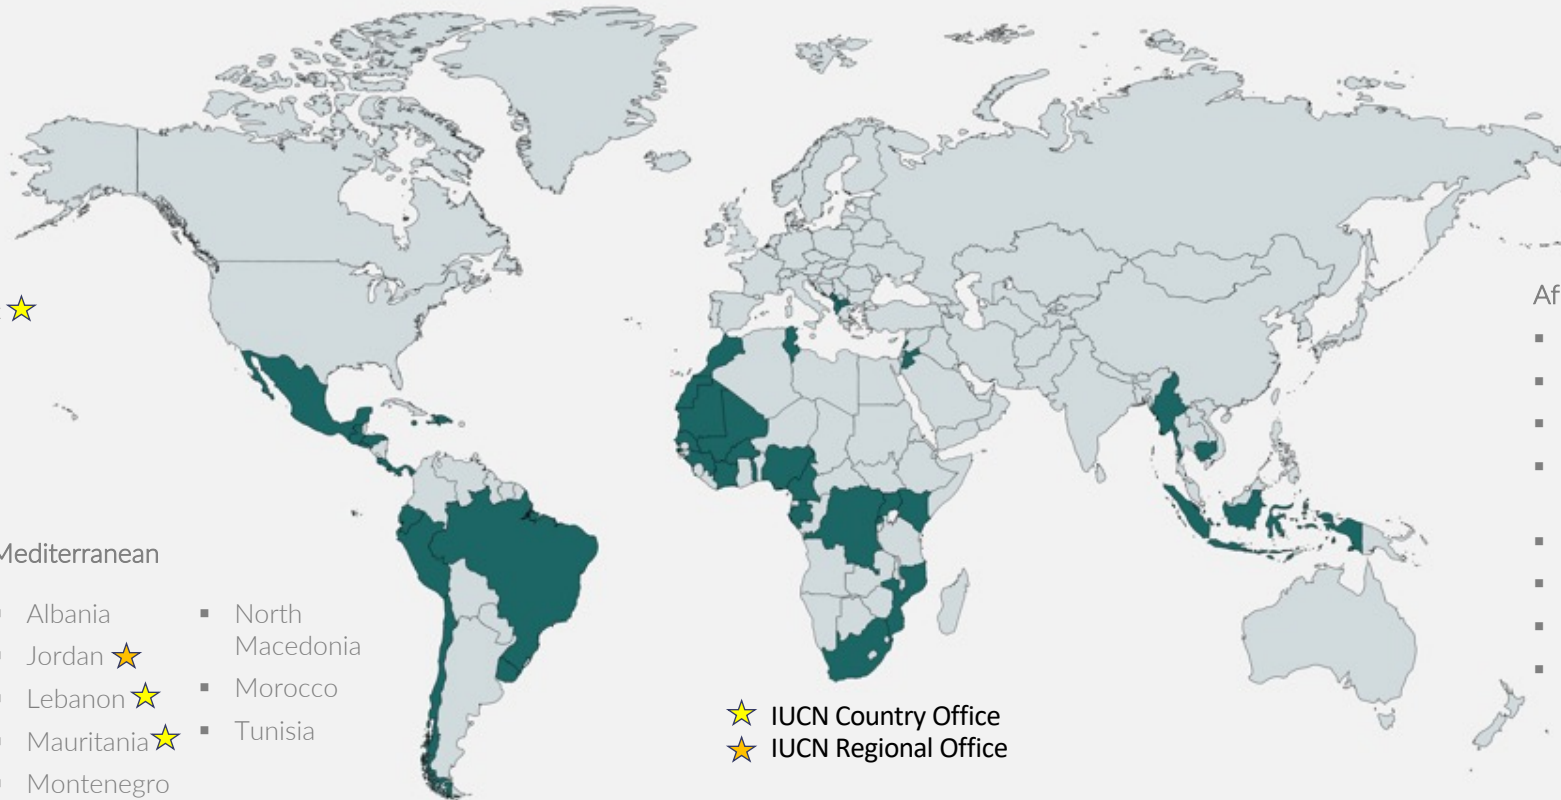 Mediterranean
Albania
Jordan
Lebanon
Mauritania
Montenegro
North
Macedonia
Morocco
Tunisia
IUCN Country Office
IUCN Regional Office
Af